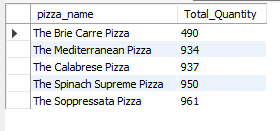 pizza_name Total_Quantity
The Brie Carre Pizza 490
The Mediterranean Pizza 934
The Calabrese Pizza 937
The Spinach Supreme Pizza 950
The Soppressata Pizza 961